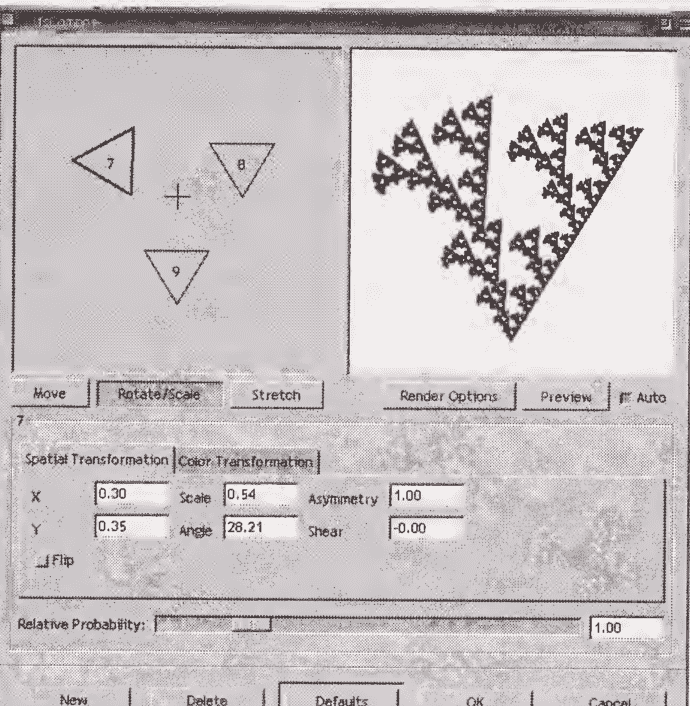 IfsCompose
7
8
9
Move Rotate/Scale Stretch
Render Options Preview Auto
7
Spatial Transformation Color Transformation
X 0.30 Scale 0.54 Asymmetry 1.00
Y 0.35 Angle 28.21 Shear -0.00
Flip
Relative Probability: 1.00
New Delete Defaults OK Cancel